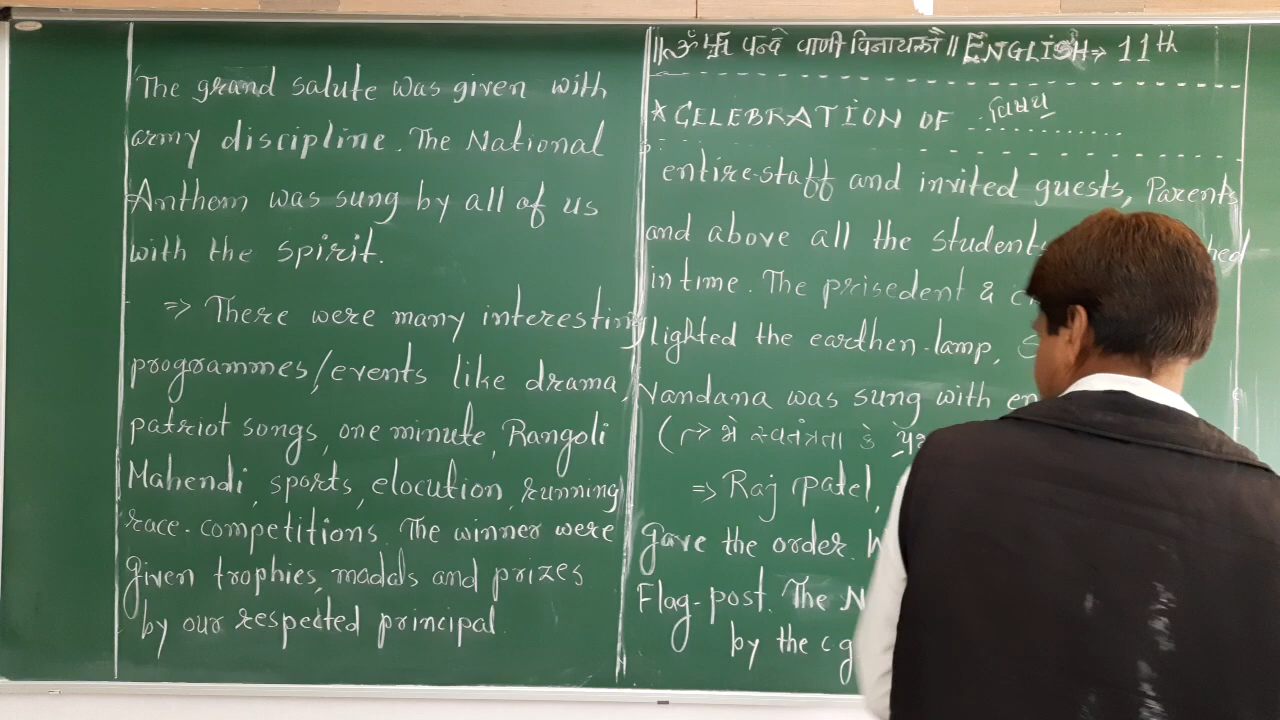 ॥ ॐ 卐 वन्दे वाणी विनायकौ ॥ ENGLISH → 11th
* CELEBRATION OF विषय
entire-staff and invited guests, Parents
and above all the students
in time. The prisedent &
lighted the earthen-lamp,
Vandana was sung with
स्वतंत्रता के
⇒ Raj Patel,
gave the order.
Flag-post. The
by the
The grand salute was given with
army discipline. The National
Anthem was sung by all of us
with the spirit.
⇒ There were many interesting
programmes/events like drama,
patriot songs, one minute, Rangoli
Mahendi, sports, elocution, running
race-competitions. The winner were
given trophies, madals and prizes
by our respected principal.